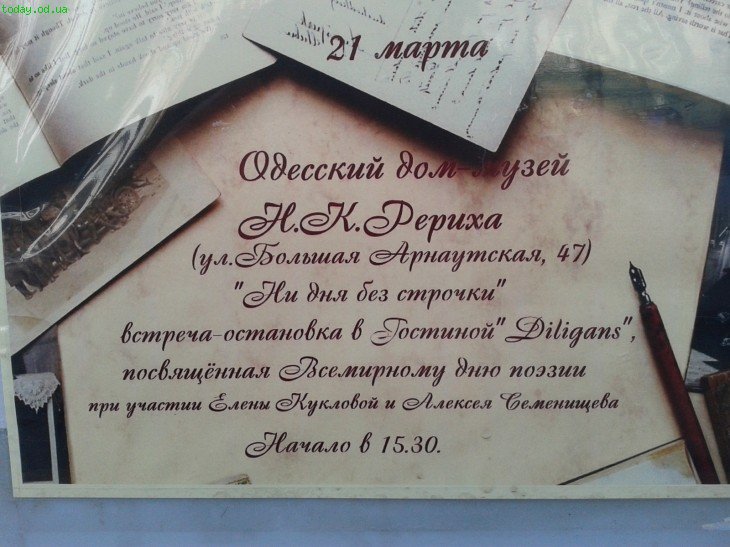 today.od.ua
21 марта
Одесский дом-музей
Н.К.Рериха
(ул.Большая Арнаутская, 47)
"Ни дня без строчки"
встреча-остановка в Гостиной"Diligans",
посвящённая Всемирному дню поэзии
при участии Елены Кукловой и Алексея Семенищева
Начало в 15.30.